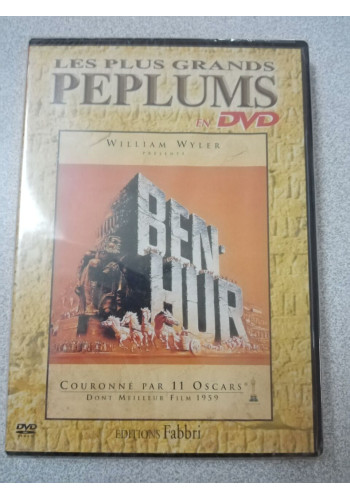 LES PLUS GRANDS
PEPLUMS
EN DVD
WILLIAM WYLER
PRÉSENTE
BEN-
HUR
COURONNÉ PAR 11 OSCARS
DONT MEILLEUR FILM 1959
DVD
EDITIONS Fabbri